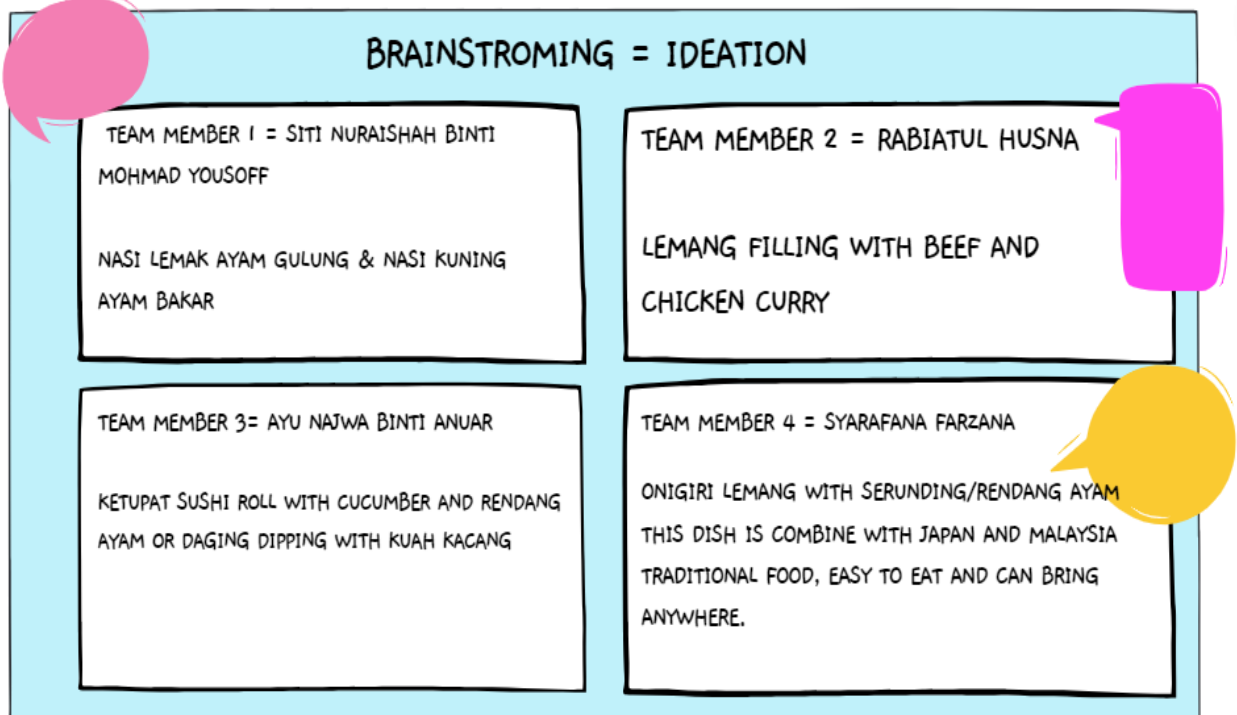 BRAINSTROMING = IDEATION
TEAM MEMBER 1 = SITI NURAISHAH BINTI
MOHMAD YOUSOFF
NASI LEMAK AYAM GULUNG & NASI KUNING
AYAM BAKAR
TEAM MEMBER 2 = RABIATUL HUSNA
LEMANG FILLING WITH BEEF AND
CHICKEN CURRY
TEAM MEMBER 3= AYU NAJWA BINTI ANUAR
KETUPAT SUSHI ROLL WITH CUCUMBER AND RENDANG
AYAM OR DAGING DIPPING WITH KUAH KACANG
TEAM MEMBER 4 = SYARAFANA FARZANA
ONIGIRI LEMANG WITH SERUNDING/RENDANG AYAM
THIS DISH IS COMBINE WITH JAPAN AND MALAYSIA
TRADITIONAL FOOD, EASY TO EAT AND CAN BRING
ANYWHERE.